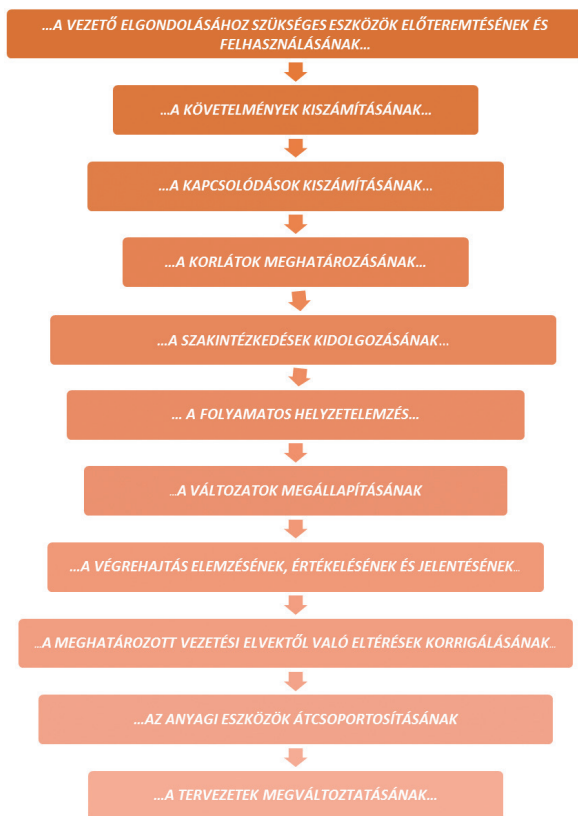 ...A VEZETŐ ELGONDOLÁSÁHOZ SZÜKSÉGES ESZKÖZÖK ELŐTEREMTÉSÉNEK ÉS
FELHASZNÁLÁSÁNAK...
...A KÖVETELMÉNYEK KISZÁMÍTÁSÁNAK...
...A KAPCSOLÓDÁSOK KISZÁMÍTÁSÁNAK...
...A KORLÁTOK MEGHATÁROZÁSÁNAK...
...A SZAKINTÉZKEDÉSEK KIDOLGOZÁSÁNAK...
... A FOLYAMATOS HELYZETELEMZÉS...
...A VÁLTOZATOK MEGÁLLAPÍTÁSÁNAK
...A VÉGREHAJTÁS ELEMZÉSÉNEK, ÉRTÉKELÉSÉNEK ÉS JELENTÉSÉNEK...
...A MEGHATÁROZOTT VEZETÉSI ELVEKTŐL VALÓ ELTÉRÉSEK KORRIGÁLÁSÁNAK...
...AZ ANYAGI ESZKÖZÖK ÁTCSOPORTOSÍTÁSÁNAK
...A TERVEZETEK MEGVÁLTOZTATÁSÁNAK...